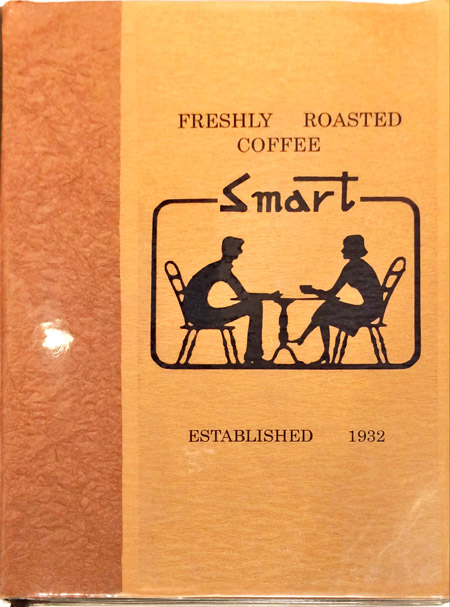 FRESHLY ROASTED
COFFEE
Smart
ESTABLISHED 1932